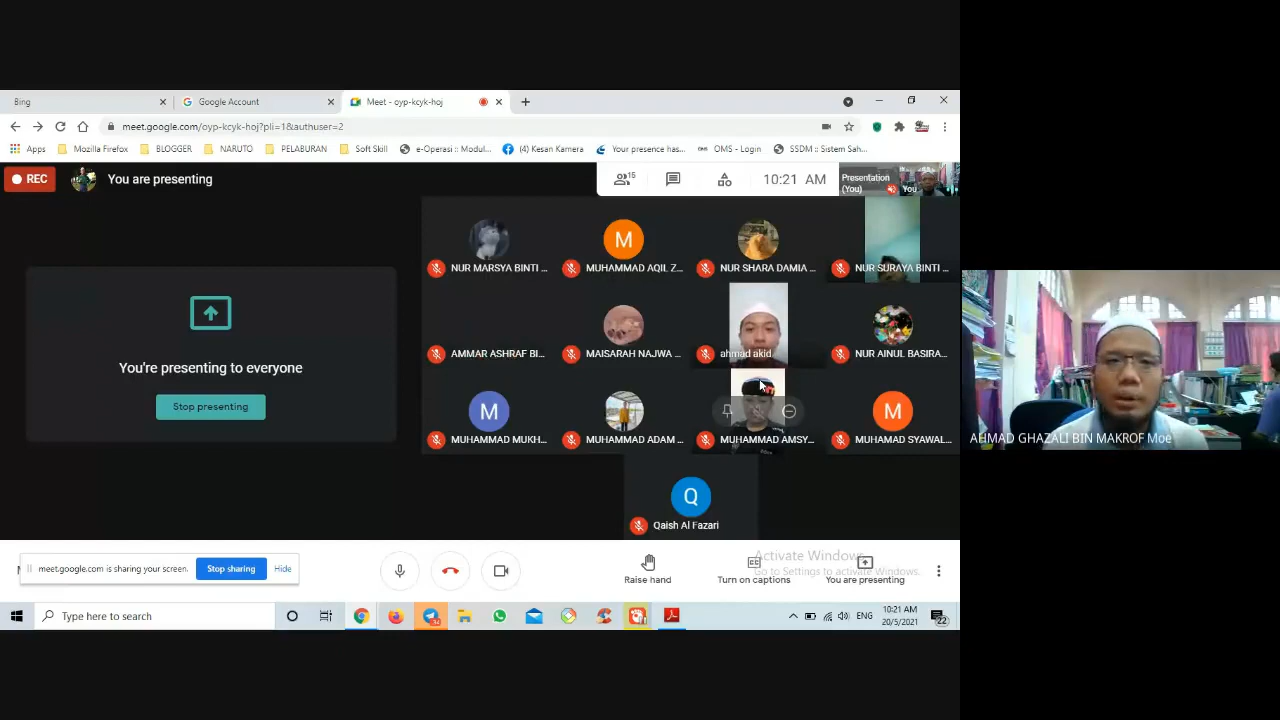 Bing
Google Account
Meet - oyp-kcyk-hoj
meet.google.com/oyp-kcyk-hoj?pli=1&authuser=2
Apps
Mozilla Firefox
BLOGGER
NARUTO
PELABURAN
Soft Skill
e-Operasi :: Modul...
(4) Kesan Kamera
Your presence has...
OMS - Login
SSDM :: Sistem Sah...
REC
You are presenting
15
10:21 AM
Presentation
(You)
You
NUR MARSYA BINTI ...
MUHAMMAD AQIL Z...
NUR SHARA DAMIA ...
NUR SURAYA BINTI ...
You're presenting to everyone
Stop presenting
AMMAR ASHRAF BI...
MAISARAH NAJWA ...
ahmad akid
NUR AINUL BASIRA...
M
MUHAMMAD MUKH...
MUHAMMAD ADAM ...
MUHAMMAD AMSY...
M
MUHAMAD SYAWAL...
AHMAD GHAZALI BIN MAKROF Moe
Q
Qaish Al Fazari
meet.google.com is sharing your screen.
Stop sharing
Hide
Raise hand
Turn on captions
You are presenting
Activate Windows
Go to Settings to activate Windows.
Type here to search
ENG
10:21 AM
20/5/2021
22